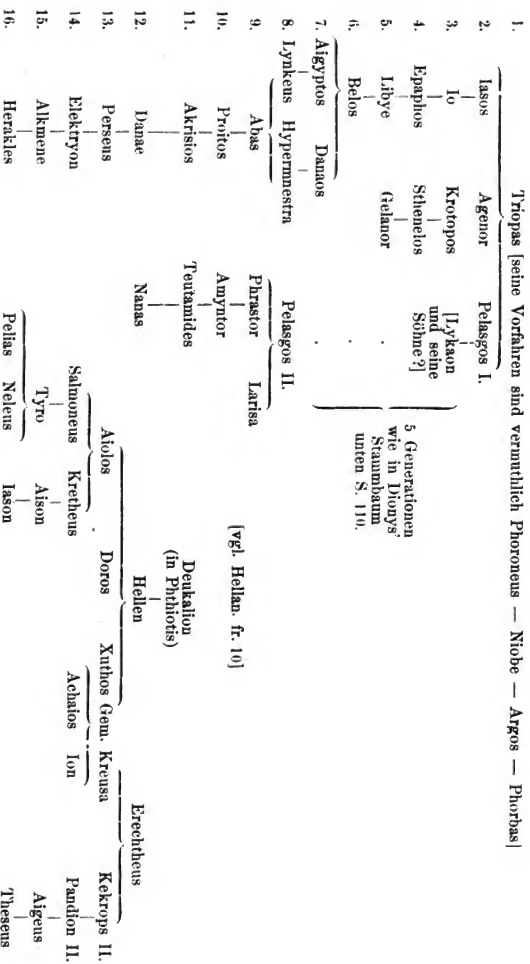 1. Triopas [seine Vorfahren sind vermuthlich Phoroneus — Niobe — Argos — Phorbas]
2. Iasos Agenor Pelasgos I.
3. Io Krotopos [Lykaon
4. Epaphos Sthenelos und seine
Söhne?]
5. Libye Gelanor .
6. Belos .
5 Generationen
wie in Dionys'
Stammbaum
unten S. 110.
7. Aigyptos Danaos .
8. Lynkeus Hypermnestra Pelasgos II.
9. Abas Phrastor Larisa [vgl. Hellan. fr. 10]
10. Proitos Amyntor
11. Akrisios Teutamides Deukalion
(in Phthiotis)
12. Danae Nanas Hellen Erechtheus
13. Perseus Aiolos Doros Xuthos Gem. Kreusa Kekrops II.
14. Elektryon Salmoneus Kretheus Achaios Ion Pandion II.
15. Alkmene Tyro Aison Aigeus
16. Herakles Pelias Neleus Iason Theseus